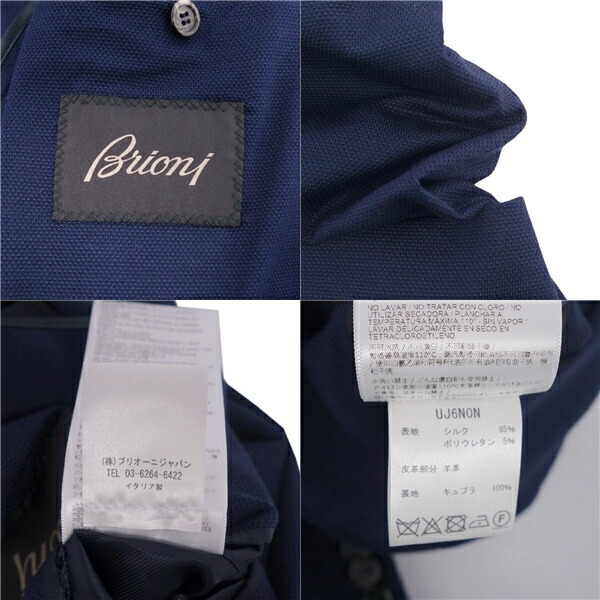 Brioni
(株)ブリオーニジャパン
TEL 03-6264-6422
イタリア製
NO LAVAR / NO TRATAR CON CLORO / NO
UTILIZAR SECADORA / PLANCHAR A
TEMPERATURA MÁXIMA 110° - SIN VAPOR /
LAVAR DELICADAMENTE EN SECO EN
TETRACLOROETILENO
UJ6N0N
表地 シルク 95%
ポリウレタン 5%
皮革部分 羊革
裏地 キュプラ 100%
F